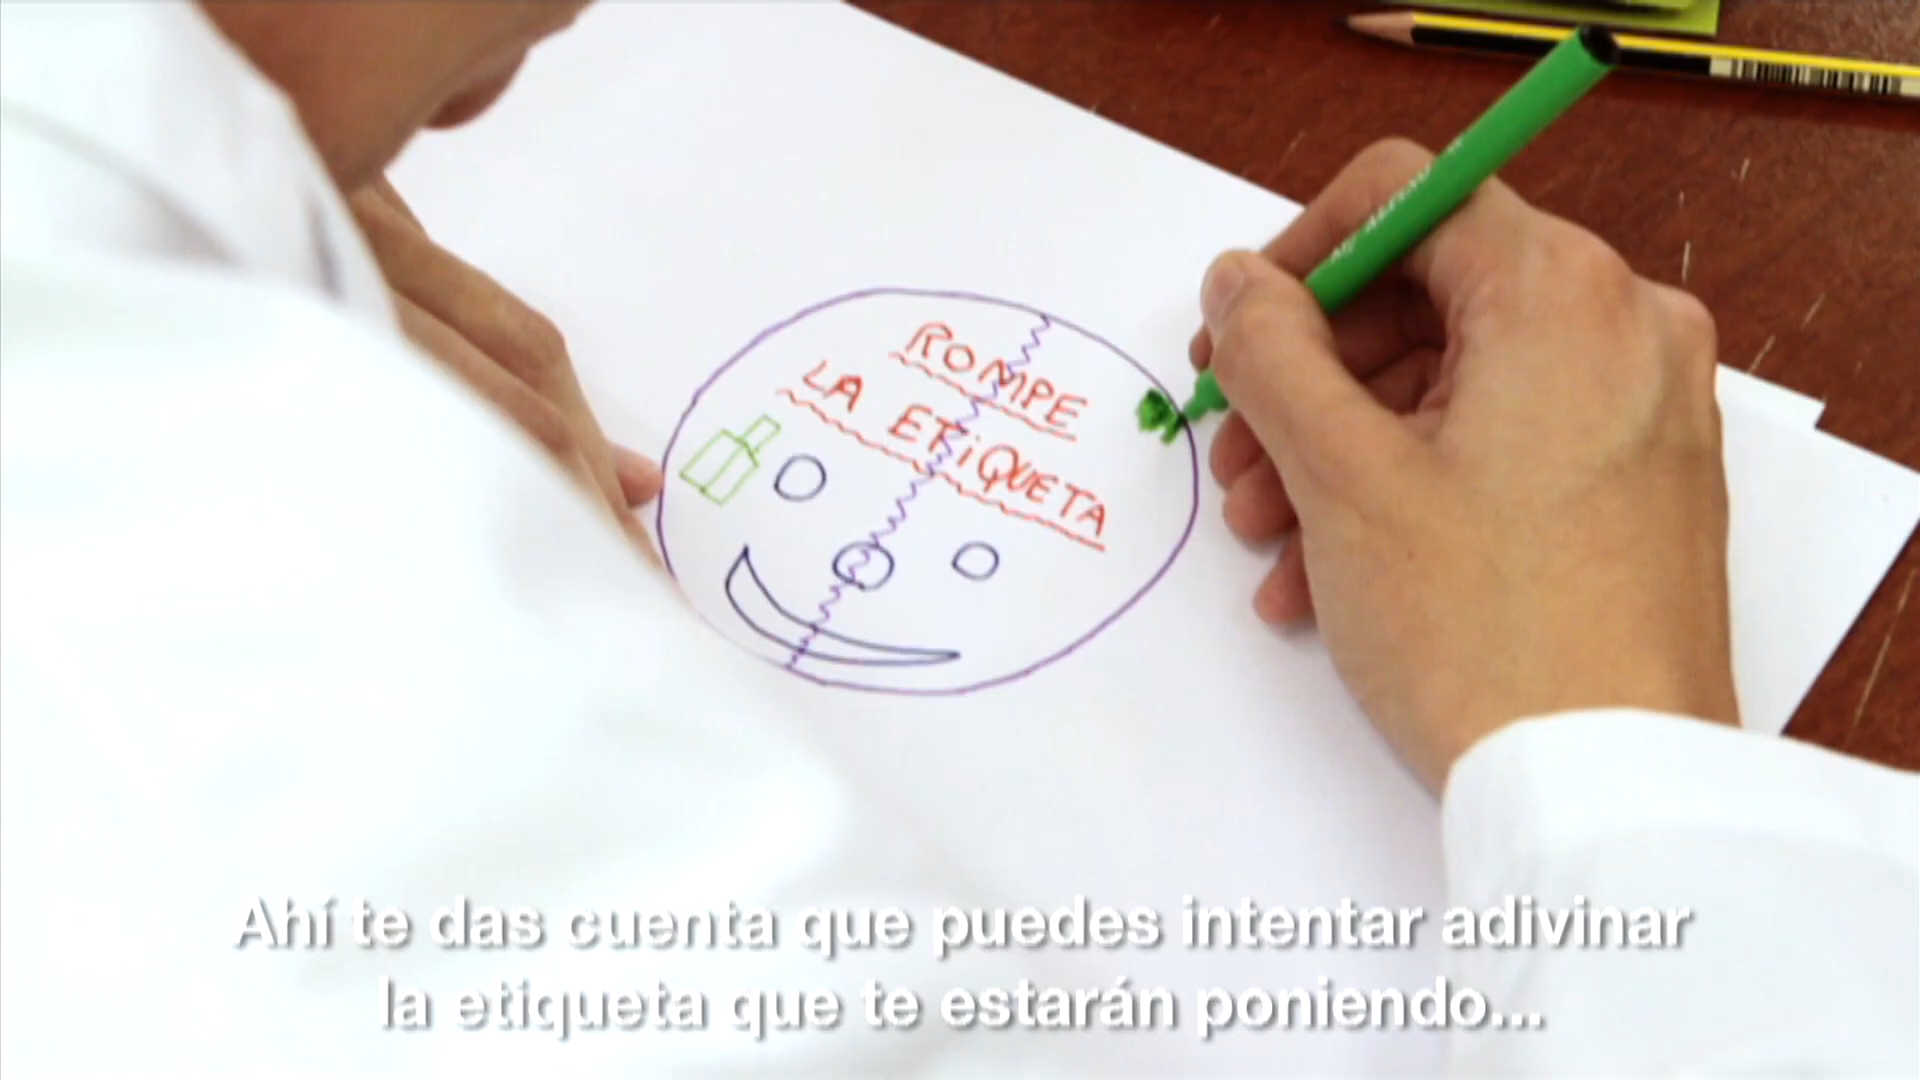 ROMPE
LA ETiQUETA
Ahí te das cuenta que puedes intentar adivinar
la etiqueta que te estarán poniendo...